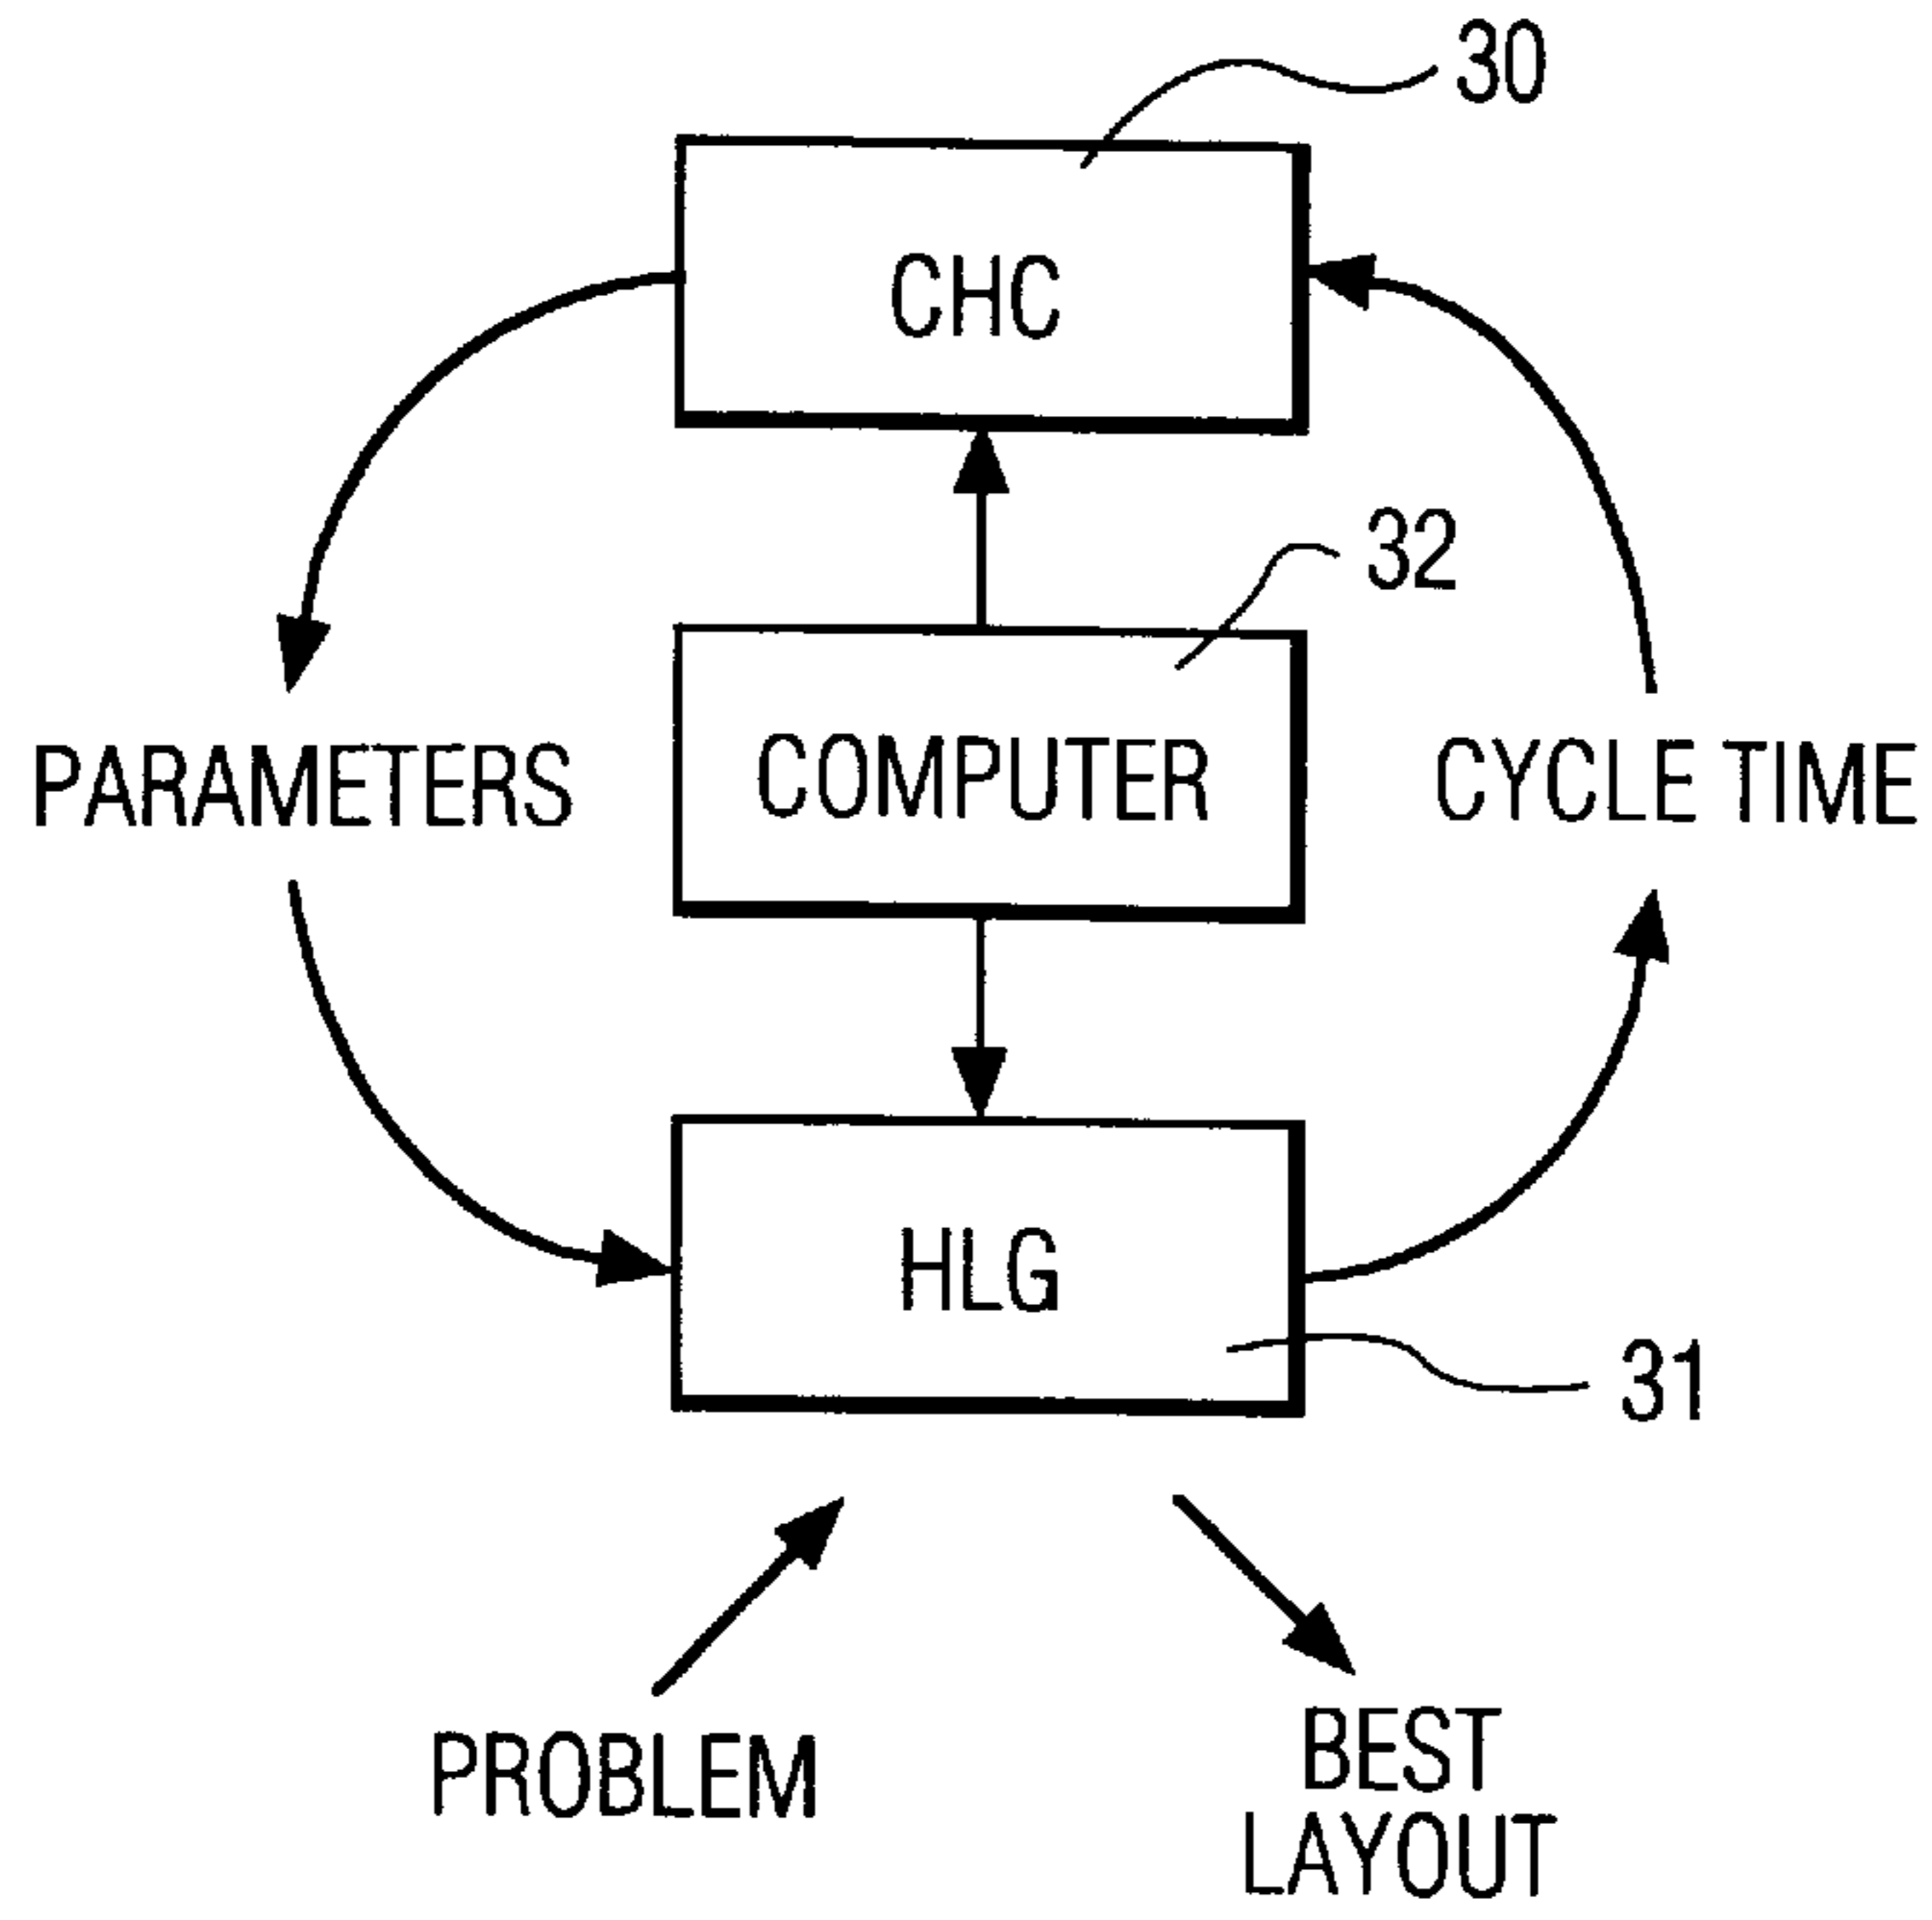 30
CHC
32
PARAMETERS
COMPUTER
CYCLE TIME
HLG
31
PROBLEM
BEST
LAYOUT